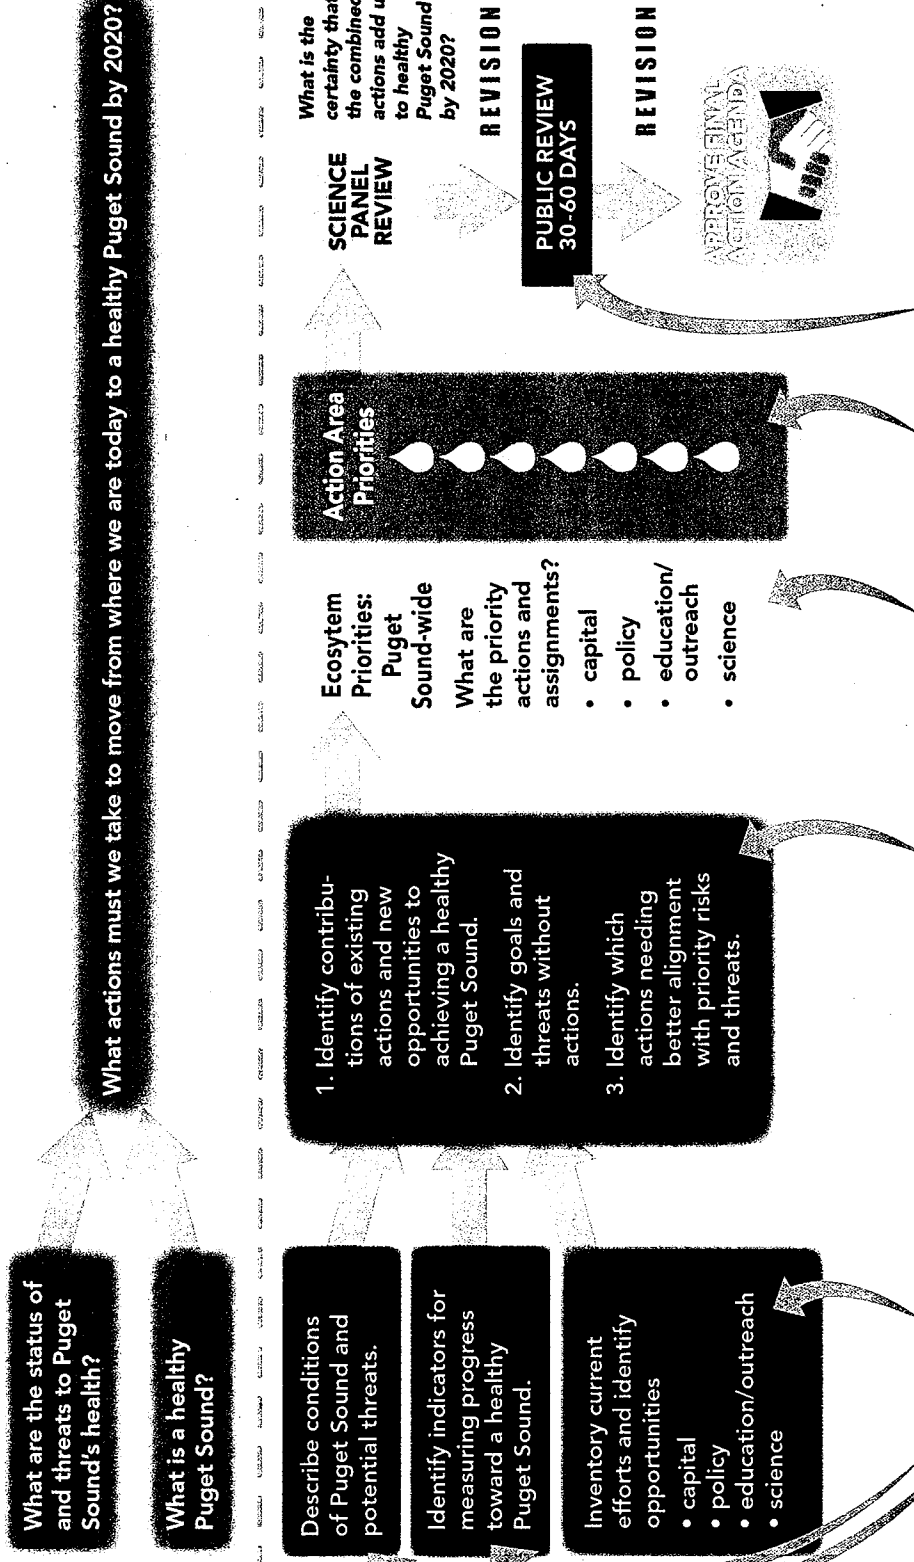 What are the status of
and threats to Puget
Sound's health?
What is a healthy
Puget Sound?
What actions must we take to move from where we are today to a healthy Puget Sound by 2020?
Describe conditions
of Puget Sound and
potential threats.
Identify indicators for
measuring progress
toward a healthy
Puget Sound.
Inventory current
efforts and identify
opportunities
• capital
• policy
• education/outreach
• science
1. Identify contribu-
tions of existing
actions and new
opportunities to
achieving a healthy
Puget Sound.
2. Identify goals and
threats without
actions.
3. Identify which
actions needing
better alignment
with priority risks
and threats.
Ecosytem
Priorities:
Puget
Sound-wide
What are
the priority
actions and
assignments?
• capital
• policy
• education/
outreach
• science
Action Area
Priorities
SCIENCE
PANEL
REVIEW
What is the
certainty that
the combined
actions add u
to healthy
Puget Sound
by 2020?
REVISION
PUBLIC REVIEW
30-60 DAYS
REVISION
APPROVE FINAL
ACTION AGENDA